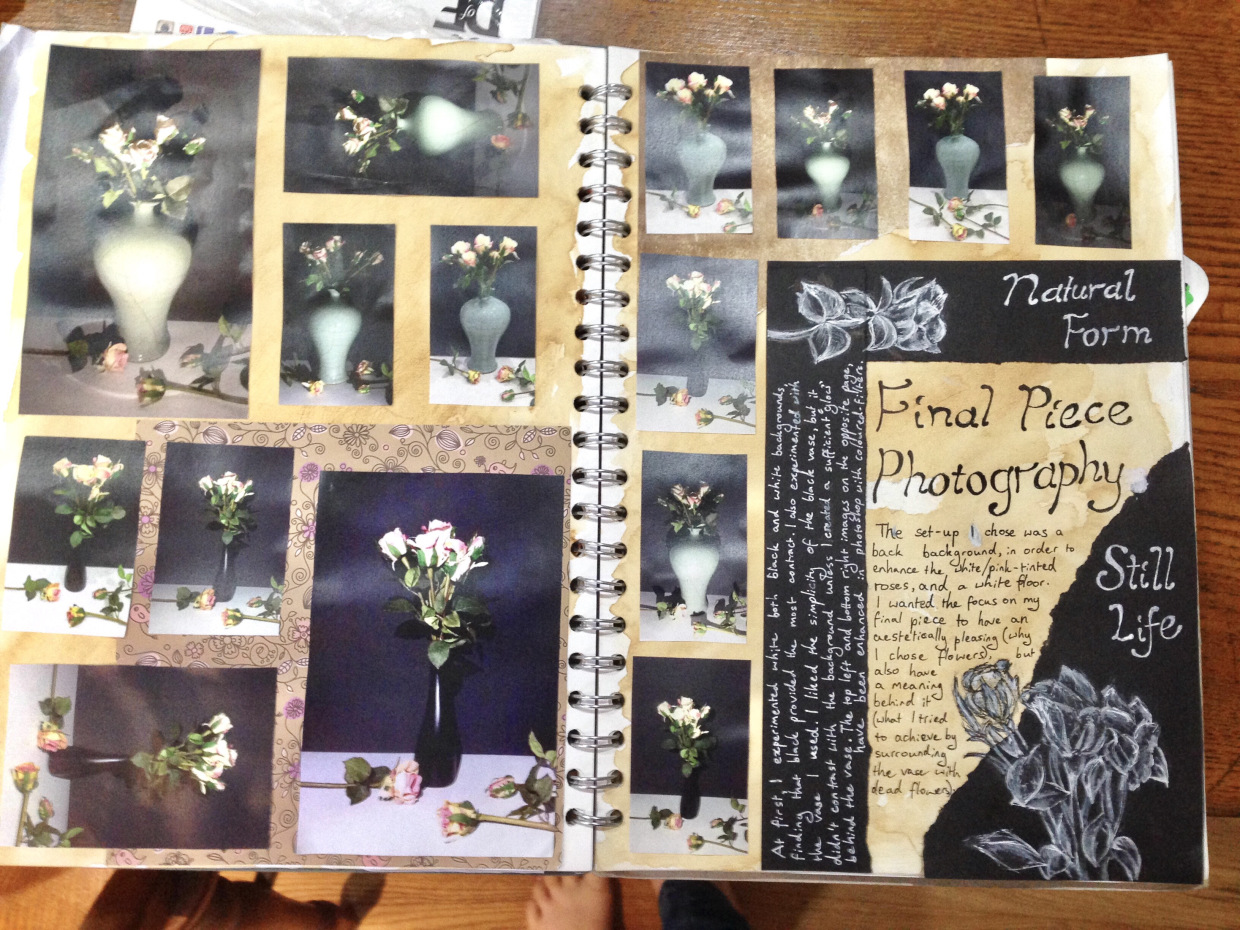 Natural
Form
Final Piece
Photography
The set-up I chose was a
back background, in order to
enhance the white/pink-tinted
roses, and a white floor.
I wanted the focus on my
final piece to have an
aestetically pleasing (why
I chose flowers), but
also have
a meaning
behind it
(what I tried
to achieve by
surrounding
the vase with
dead flowers).
Still
Life
At first, I experimented white both black and white backgrounds,
finding that black provided the most contact. I also experimented with
the vase I used. I liked the simplicity of the black vase, but it
didn't contrast with the background unless I created a sufficient "glow"
behind the vase. The top left and bottom right images on the opposite page,
have been enhanced in photoshop with coloured filters.
of